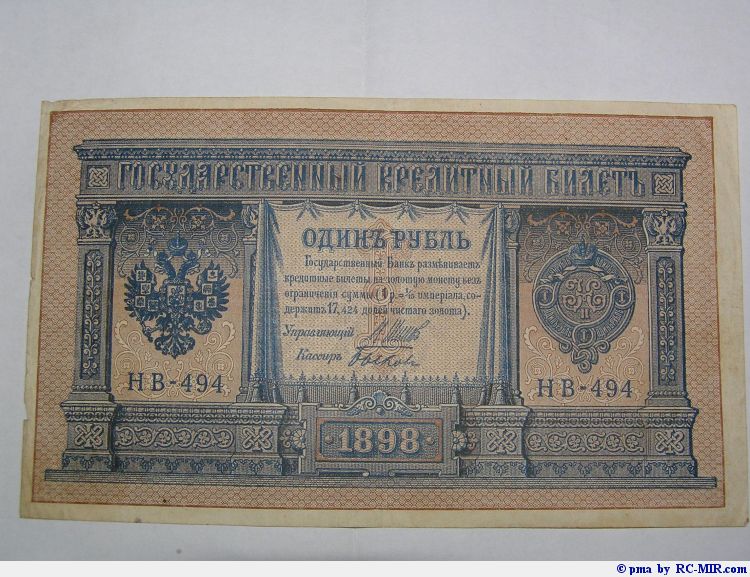 ГОСУДАРСТВЕННЫЙ КРЕДИТНЫЙ БИЛЕТЪ
ОДИНЪ РУБЛЬ
Государственный Банкъ размѣниваетъ
кредитные билеты на золотую монету безъ
ограниченія суммы (1 р.= 1/15 имперіала, со-
держитъ 17,424 долей чистаго золота).
Управляющій
Кассиръ
НВ-494
НВ-494
1898
© pma by RC-MIR.com